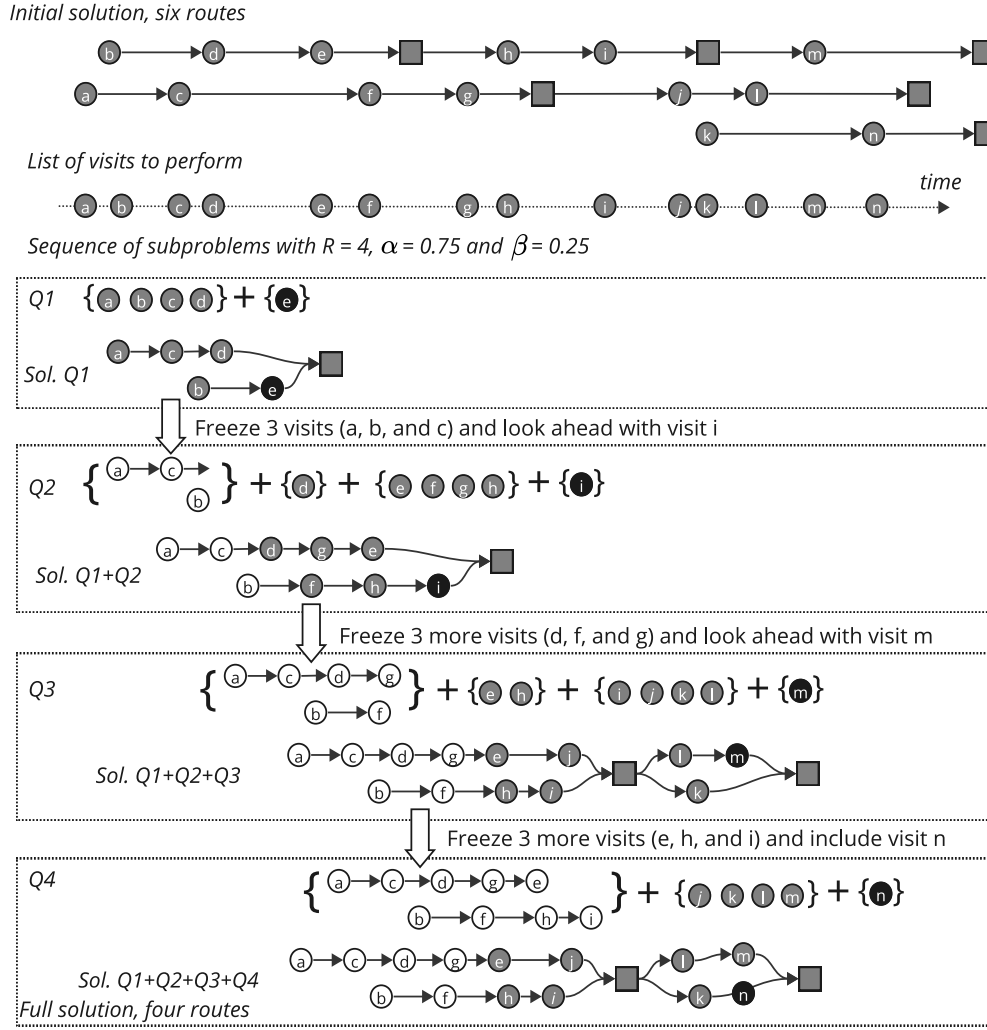 Initial solution, six routes
b d e h i m
a c f g j l
k n
List of visits to perform
time
a b c d e f g h i j k l m n
Sequence of subproblems with R = 4, α = 0.75 and β = 0.25
Q1 {a b c d} + {e}
a c d
Sol. Q1
b e
Freeze 3 visits (a, b, and c) and look ahead with visit i
Q2 { a c b } + {d} + {e f g h} + {i}
a c d g e
Sol. Q1+Q2
b f h i
Freeze 3 more visits (d, f, and g) and look ahead with visit m
Q3 { a c d g
b f } + {e h} + {i j k l} + {m}
a c d g e j l m
Sol. Q1+Q2+Q3
b f h i k
Freeze 3 more visits (e, h, and i) and include visit n
Q4 { a c d g e
b f h i } + {j k l m} + {n}
a c d g e j l m
Sol. Q1+Q2+Q3+Q4
b f h i k n
Full solution, four routes